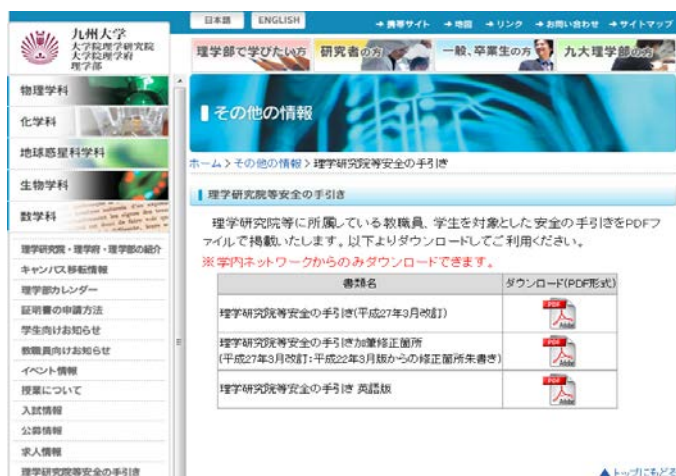 九州大学
大学院理学研究院
大学院理学府
理学部
日本語 ENGLISH
携帯サイト 地図 リンク お問い合わせ サイトマップ
理学部で学びたい方 研究者の方 一般、卒業生の方 九大理学部の方
物理学科
化学科
地球惑星科学科
生物学科
数学科
理学研究院・理学府・理学部の紹介
キャンパス移転情報
理学部カレンダー
証明書の申請方法
学生向けお知らせ
教職員向けお知らせ
イベント情報
授業について
入試情報
公募情報
求人情報
理学研究院等安全の手引き
その他の情報
ホーム > その他の情報 > 理学研究院等安全の手引き
理学研究院等安全の手引き
理学研究院等に所属している教職員、学生を対象とした安全の手引きをPDFフ
ァイルで掲載いたします。以下よりダウンロードしてご利用ください。
※学内ネットワークからのみダウンロードできます。
書類名 ダウンロード(PDF形式)
理学研究院等安全の手引き(平成27年3月改訂) PDF Adobe
理学研究院等安全の手引き加筆修正箇所
(平成27年3月改訂:平成22年3月版からの修正箇所朱書き) PDF Adobe
理学研究院等安全の手引き 英語版 PDF Adobe
▲トップにもどる